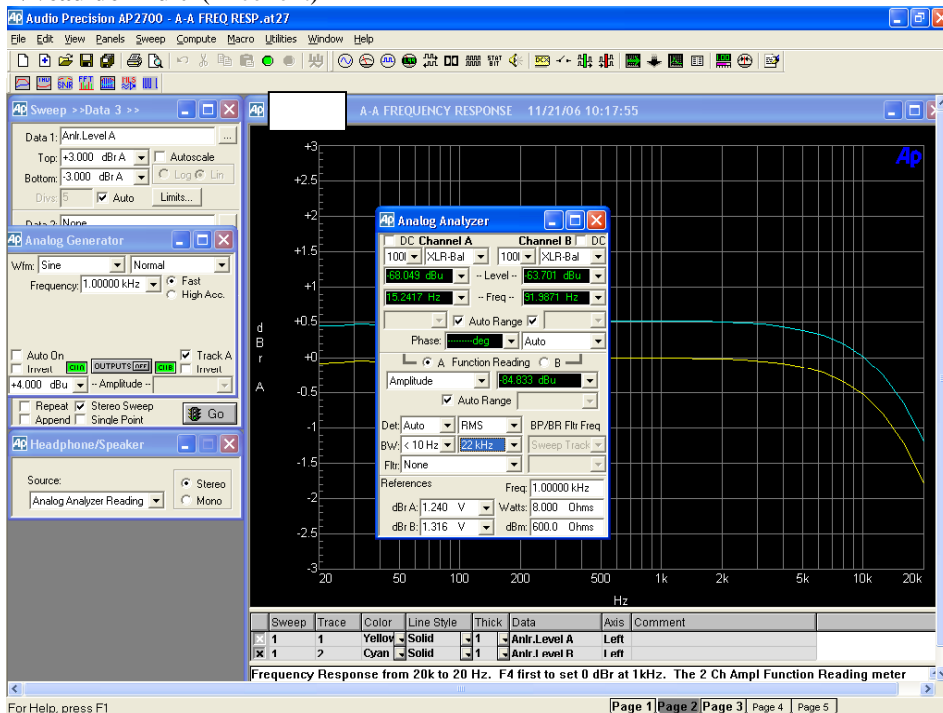 Audio Precision AP2700 - A-A FREQ RESP.at27
File Edit View Panels Sweep Compute Macro Utilities Window Help
Sweep >>Data 3 >>
Data 1: Anlr.Level A ...
Top: +3.000 dBr A Autoscale
Bottom: -3.000 dBr A Log Lin
Divs: 5 Auto Limits...
Data 2: None
Analog Generator
Wfm: Sine Normal
Frequency: 1.00000 kHz Fast
High Acc.
Auto On Track A
Invert CHA OUTPUTS OFF CHB Invert
+4.000 dBu -- Amplitude --
Repeat Stereo Sweep
Append Single Point
Go
Headphone/Speaker
Source: Stereo
Analog Analyzer Reading Mono
A-A FREQUENCY RESPONSE 11/21/06 10:17:55
Ap
+3
+2.5
+2
+1.5
+1
+0.5
+0
-0.5
-1
-1.5
-2
-2.5
-3
d
B
r
A
20 50 100 200 500 1k 2k 5k 10k 20k
Hz
Analog Analyzer
DC Channel A Channel B DC
XLR-Bal XLR-Bal
-68.049 dBu -- Level -- -63.701 dBu
15.2417 Hz -- Freq -- 91.9871 Hz
Auto Range
Phase: -------deg Auto
A Function Reading B
Amplitude -84.833 dBu
Auto Range
Det: Auto RMS BP/BR Fltr Freq
BW: < 10 Hz 22 kHz Sweep Track
Fltr: None
References Freq: 1.00000 kHz
dBr A: 1.240 V Watts: 8.000 Ohms
dBr B: 1.316 V dBm: 600.0 Ohms
Sweep Trace Color Line Style Thick Data Axis Comment
1 1 Yellow Solid 1 Anlr.Level A Left
1 2 Cyan Solid 1 Anlr.Level B Left
Frequency Response from 20k to 20 Hz. F4 first to set 0 dBr at 1kHz. The 2 Ch Ampl Function Reading meter
For Help, press F1
Page 1 Page 2 Page 3 Page 4 Page 5